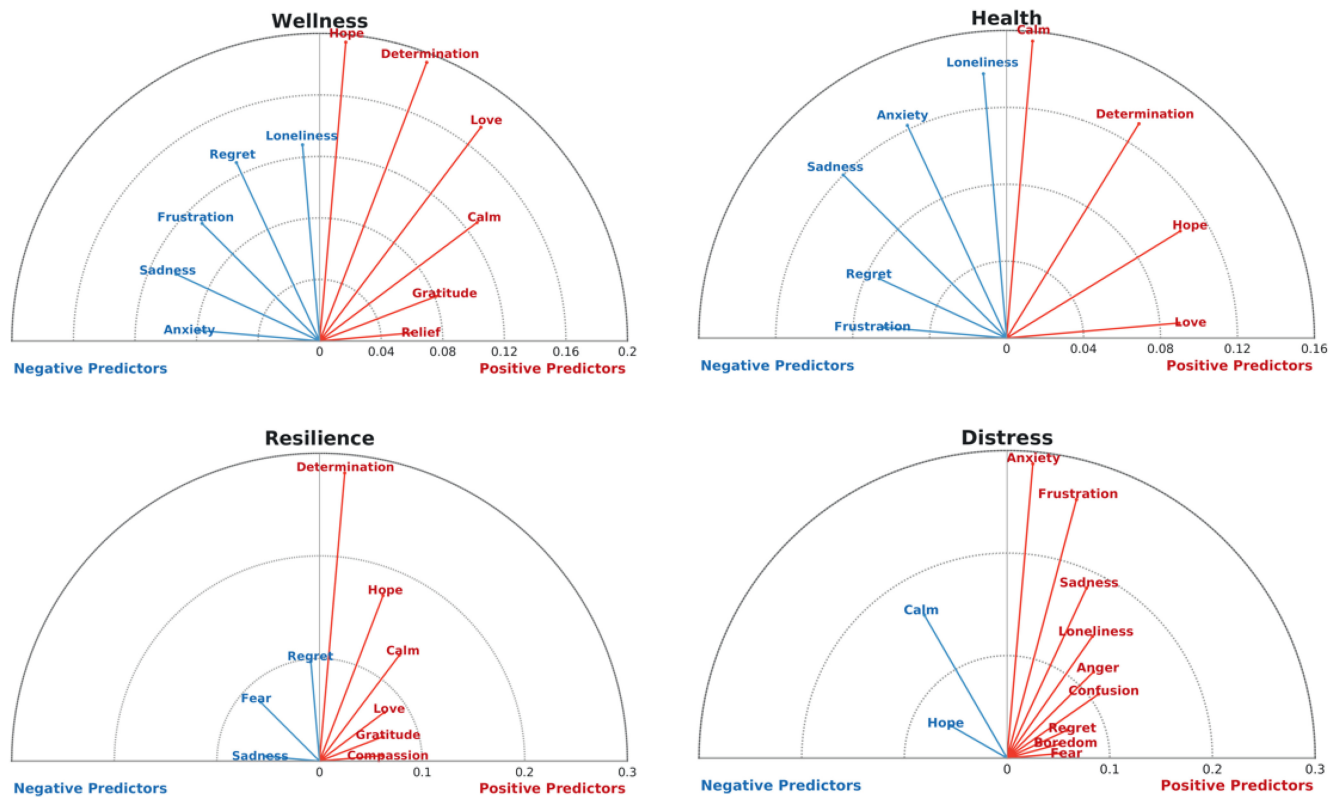 Wellness
Hope
Determination
Love
Loneliness
Regret
Frustration
Calm
Sadness
Gratitude
Anxiety
Relief
0 0.04 0.08 0.12 0.16 0.2
Negative Predictors
Positive Predictors
Health
Calm
Loneliness
Anxiety
Determination
Sadness
Hope
Regret
Frustration
Love
0 0.04 0.08 0.12 0.16
Negative Predictors
Positive Predictors
Resilience
Determination
Hope
Regret
Calm
Fear
Love
Gratitude
Sadness
Compassion
0 0.1 0.2 0.3
Negative Predictors
Positive Predictors
Distress
Anxiety
Frustration
Sadness
Calm
Loneliness
Anger
Confusion
Hope
Regret
Boredom
Fear
0 0.1 0.2 0.3
Negative Predictors
Positive Predictors